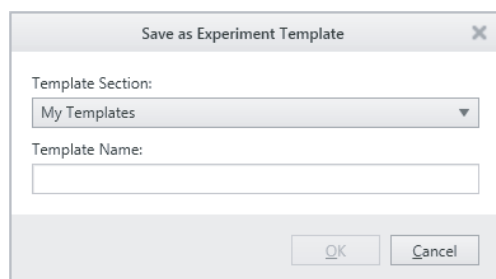 Save as Experiment Template
Template Section:
My Templates
Template Name:
OK Cancel